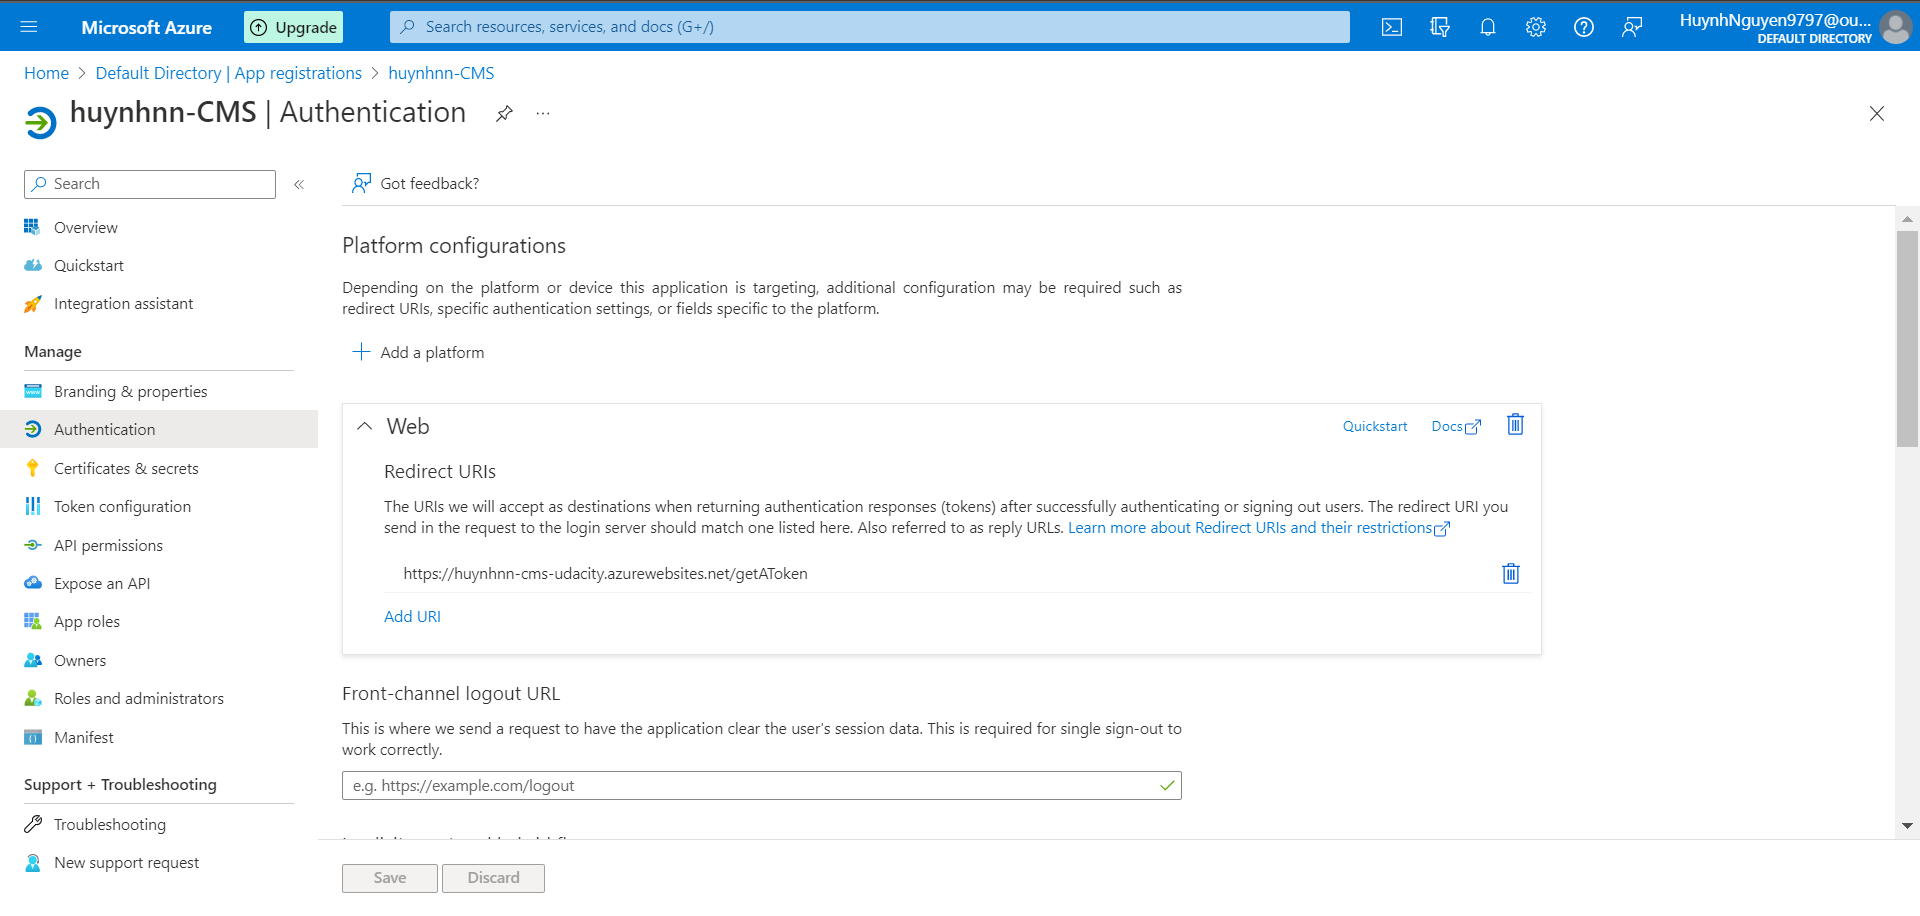 Microsoft Azure
Upgrade
Search resources, services, and docs (G+/)
HuynhNguyen9797@ou...
DEFAULT DIRECTORY
Home > Default Directory | App registrations > huynhnn-CMS
huynhnn-CMS | Authentication
...
Search
«
Overview
Quickstart
Integration assistant
Manage
Branding & properties
Authentication
Certificates & secrets
Token configuration
API permissions
Expose an API
App roles
Owners
Roles and administrators
Manifest
Support + Troubleshooting
Troubleshooting
New support request
Got feedback?
Platform configurations
Depending on the platform or device this application is targeting, additional configuration may be required such as
redirect URIs, specific authentication settings, or fields specific to the platform.
Add a platform
Web
Quickstart
Docs
Redirect URIs
The URIs we will accept as destinations when returning authentication responses (tokens) after successfully authenticating or signing out users. The redirect URI you
send in the request to the login server should match one listed here. Also referred to as reply URLs. Learn more about Redirect URIs and their restrictions
https://huynhnn-cms-udacity.azurewebsites.net/getAToken
Add URI
Front-channel logout URL
This is where we send a request to have the application clear the user's session data. This is required for single sign-out to
work correctly.
e.g. https://example.com/logout
Save
Discard